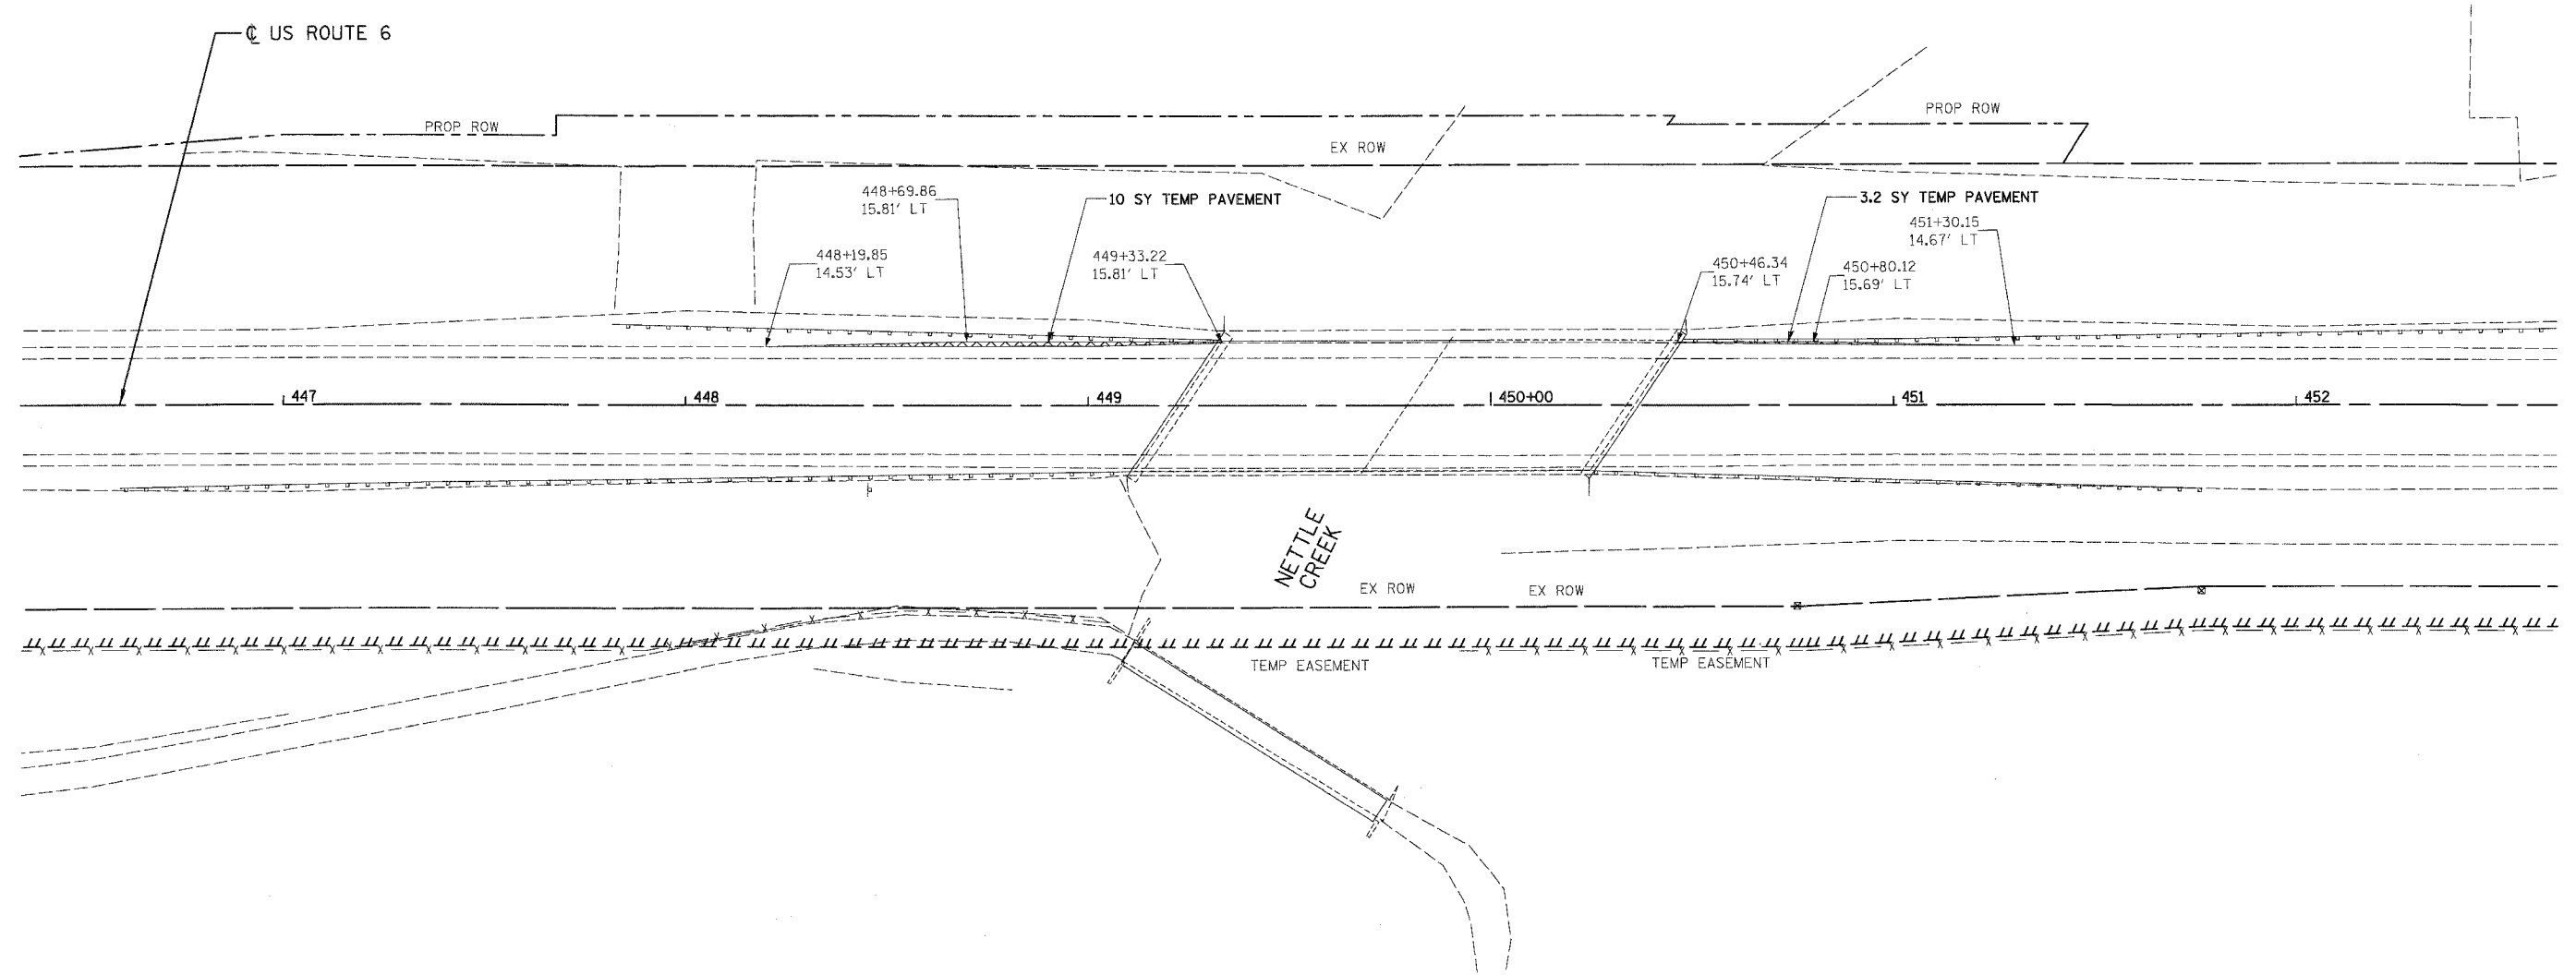 ℄ US ROUTE 6
PROP ROW
PROP ROW
EX ROW
448+69.86
15.81' LT
10 SY TEMP PAVEMENT
3.2 SY TEMP PAVEMENT
451+30.15
14.67' LT
448+19.85
14.53' LT
449+33.22
15.81' LT
450+46.34
15.74' LT
450+80.12
15.69' LT
447
448
449
450+00
451
452
NETTLE
CREEK
EX ROW
EX ROW
TEMP EASEMENT
TEMP EASEMENT